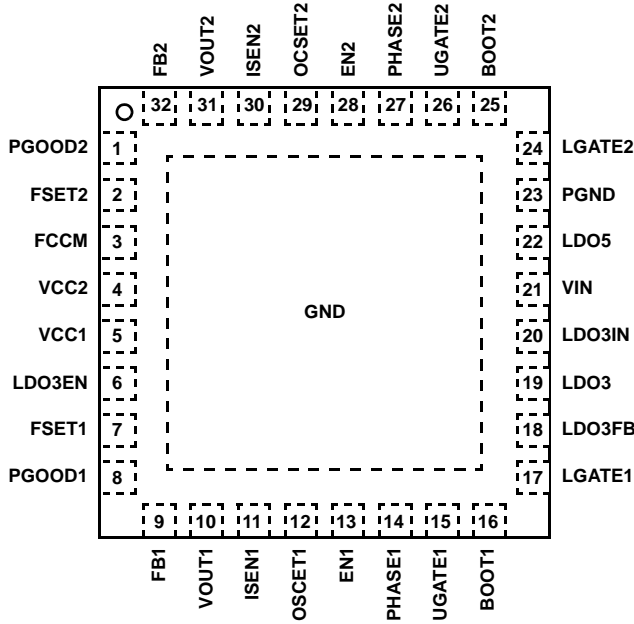 FB2
VOUT2
ISEN2
OCSET2
EN2
PHASE2
UGATE2
BOOT2
32 31 30 29 28 27 26 25
PGOOD2 1 24 LGATE2
FSET2 2 23 PGND
FCCM 3 22 LDO5
VCC2 4 21 VIN
GND
VCC1 5 20 LDO3IN
LDO3EN 6 19 LDO3
FSET1 7 18 LDO3FB
PGOOD1 8 17 LGATE1
9 10 11 12 13 14 15 16
FB1
VOUT1
ISEN1
OSCET1
EN1
PHASE1
UGATE1
BOOT1